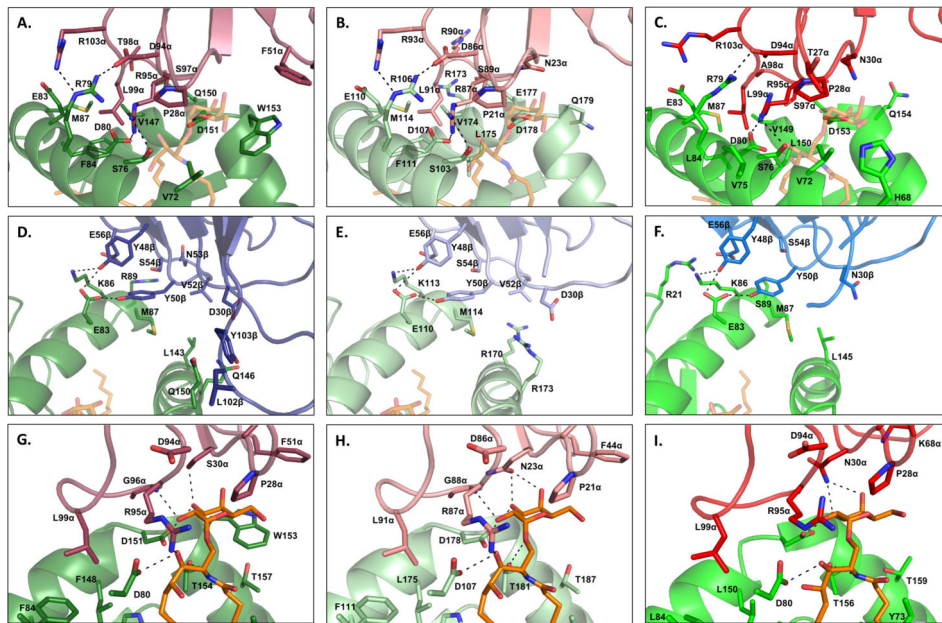 A.
R103α
T98α
D94α
F51α
S97α
R79
R95α
E83
L99α
Q150
M87
P28α
W153
V147
D80
D151
F84
S76
V72
B.
R93α
R90α
D86α
S89α
N23α
R106
R173
E110
L91α
R87α
E177
Q179
M114
P21α
V174
D107
D178
L175
F111
S103
C.
R103α
D94α
T27α
N30α
R79
A98α
L99α
R95α
P28α
E83
M87
S97α
Q154
V149
D153
D80
L150
L84
S76
V75
V72
H68
D.
E56β
Y48β
N53β
S54β
R89
K86
V52β
Y50β
D30β
E83
M87
Y103β
L143
Q146
Q150
L102β
E.
E56β
Y48β
S54β
K113
Y50β
V52β
D30β
E110
M114
R170
R173
F.
E56β
Y48β
S54β
Y50β
K86
N30β
R21
S89
M87
E83
L145
G.
D94α
F51α
S30α
G96α
P28α
R95α
L99α
D151
W153
F148
T154
T157
D80
F84
H.
D86α
F44α
N23α
G88α
P21α
R87α
L91α
D178
L175
D107
T181
T187
F111
I.
D94α
K68α
N30α
P28α
R95α
L99α
L150
T159
D80
T156
L84
Y73